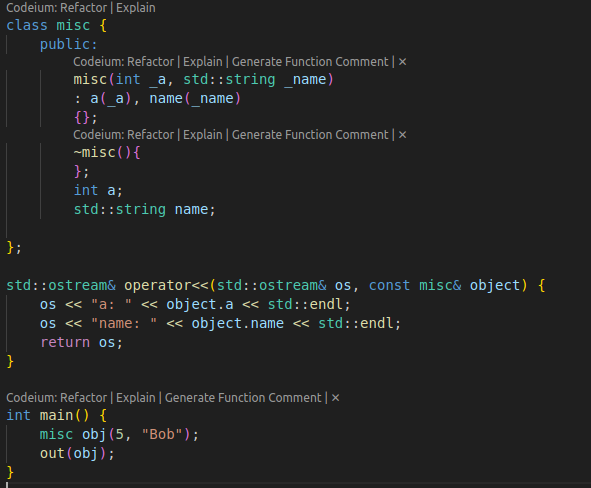 Codeium: Refactor | Explain
class misc {
    public:
        Codeium: Refactor | Explain | Generate Function Comment | ×
        misc(int _a, std::string _name)
        : a(_a), name(_name)
        {};
        Codeium: Refactor | Explain | Generate Function Comment | ×
        ~misc(){
        };
        int a;
        std::string name;

};

std::ostream& operator<<(std::ostream& os, const misc& object) {
    os << "a: " << object.a << std::endl;
    os << "name: " << object.name << std::endl;
    return os;
}

Codeium: Refactor | Explain | Generate Function Comment | ×
int main() {
    misc obj(5, "Bob");
    out(obj);
}